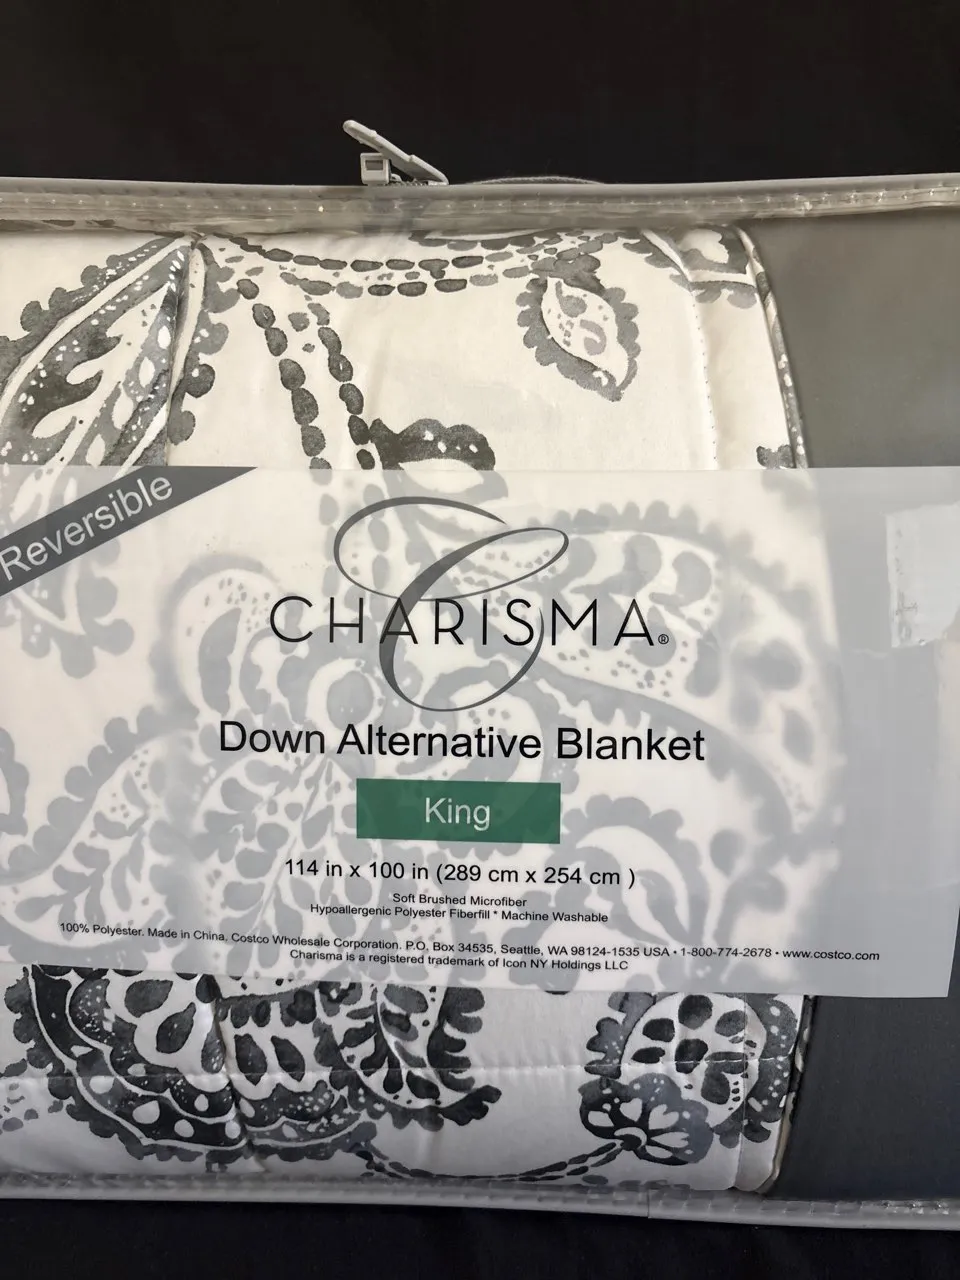 Reversible
CHARISMA®
Down Alternative Blanket
King
114 in x 100 in (289 cm x 254 cm )
Soft Brushed Microfiber
Hypoallergenic Polyester Fiberfill * Machine Washable
100% Polyester. Made in China, Costco Wholesale Corporation. P.O. Box 34535, Seattle, WA 98124-1535 USA • 1-800-774-2678 • www.costco.com
Charisma is a registered trademark of Icon NY Holdings LLC